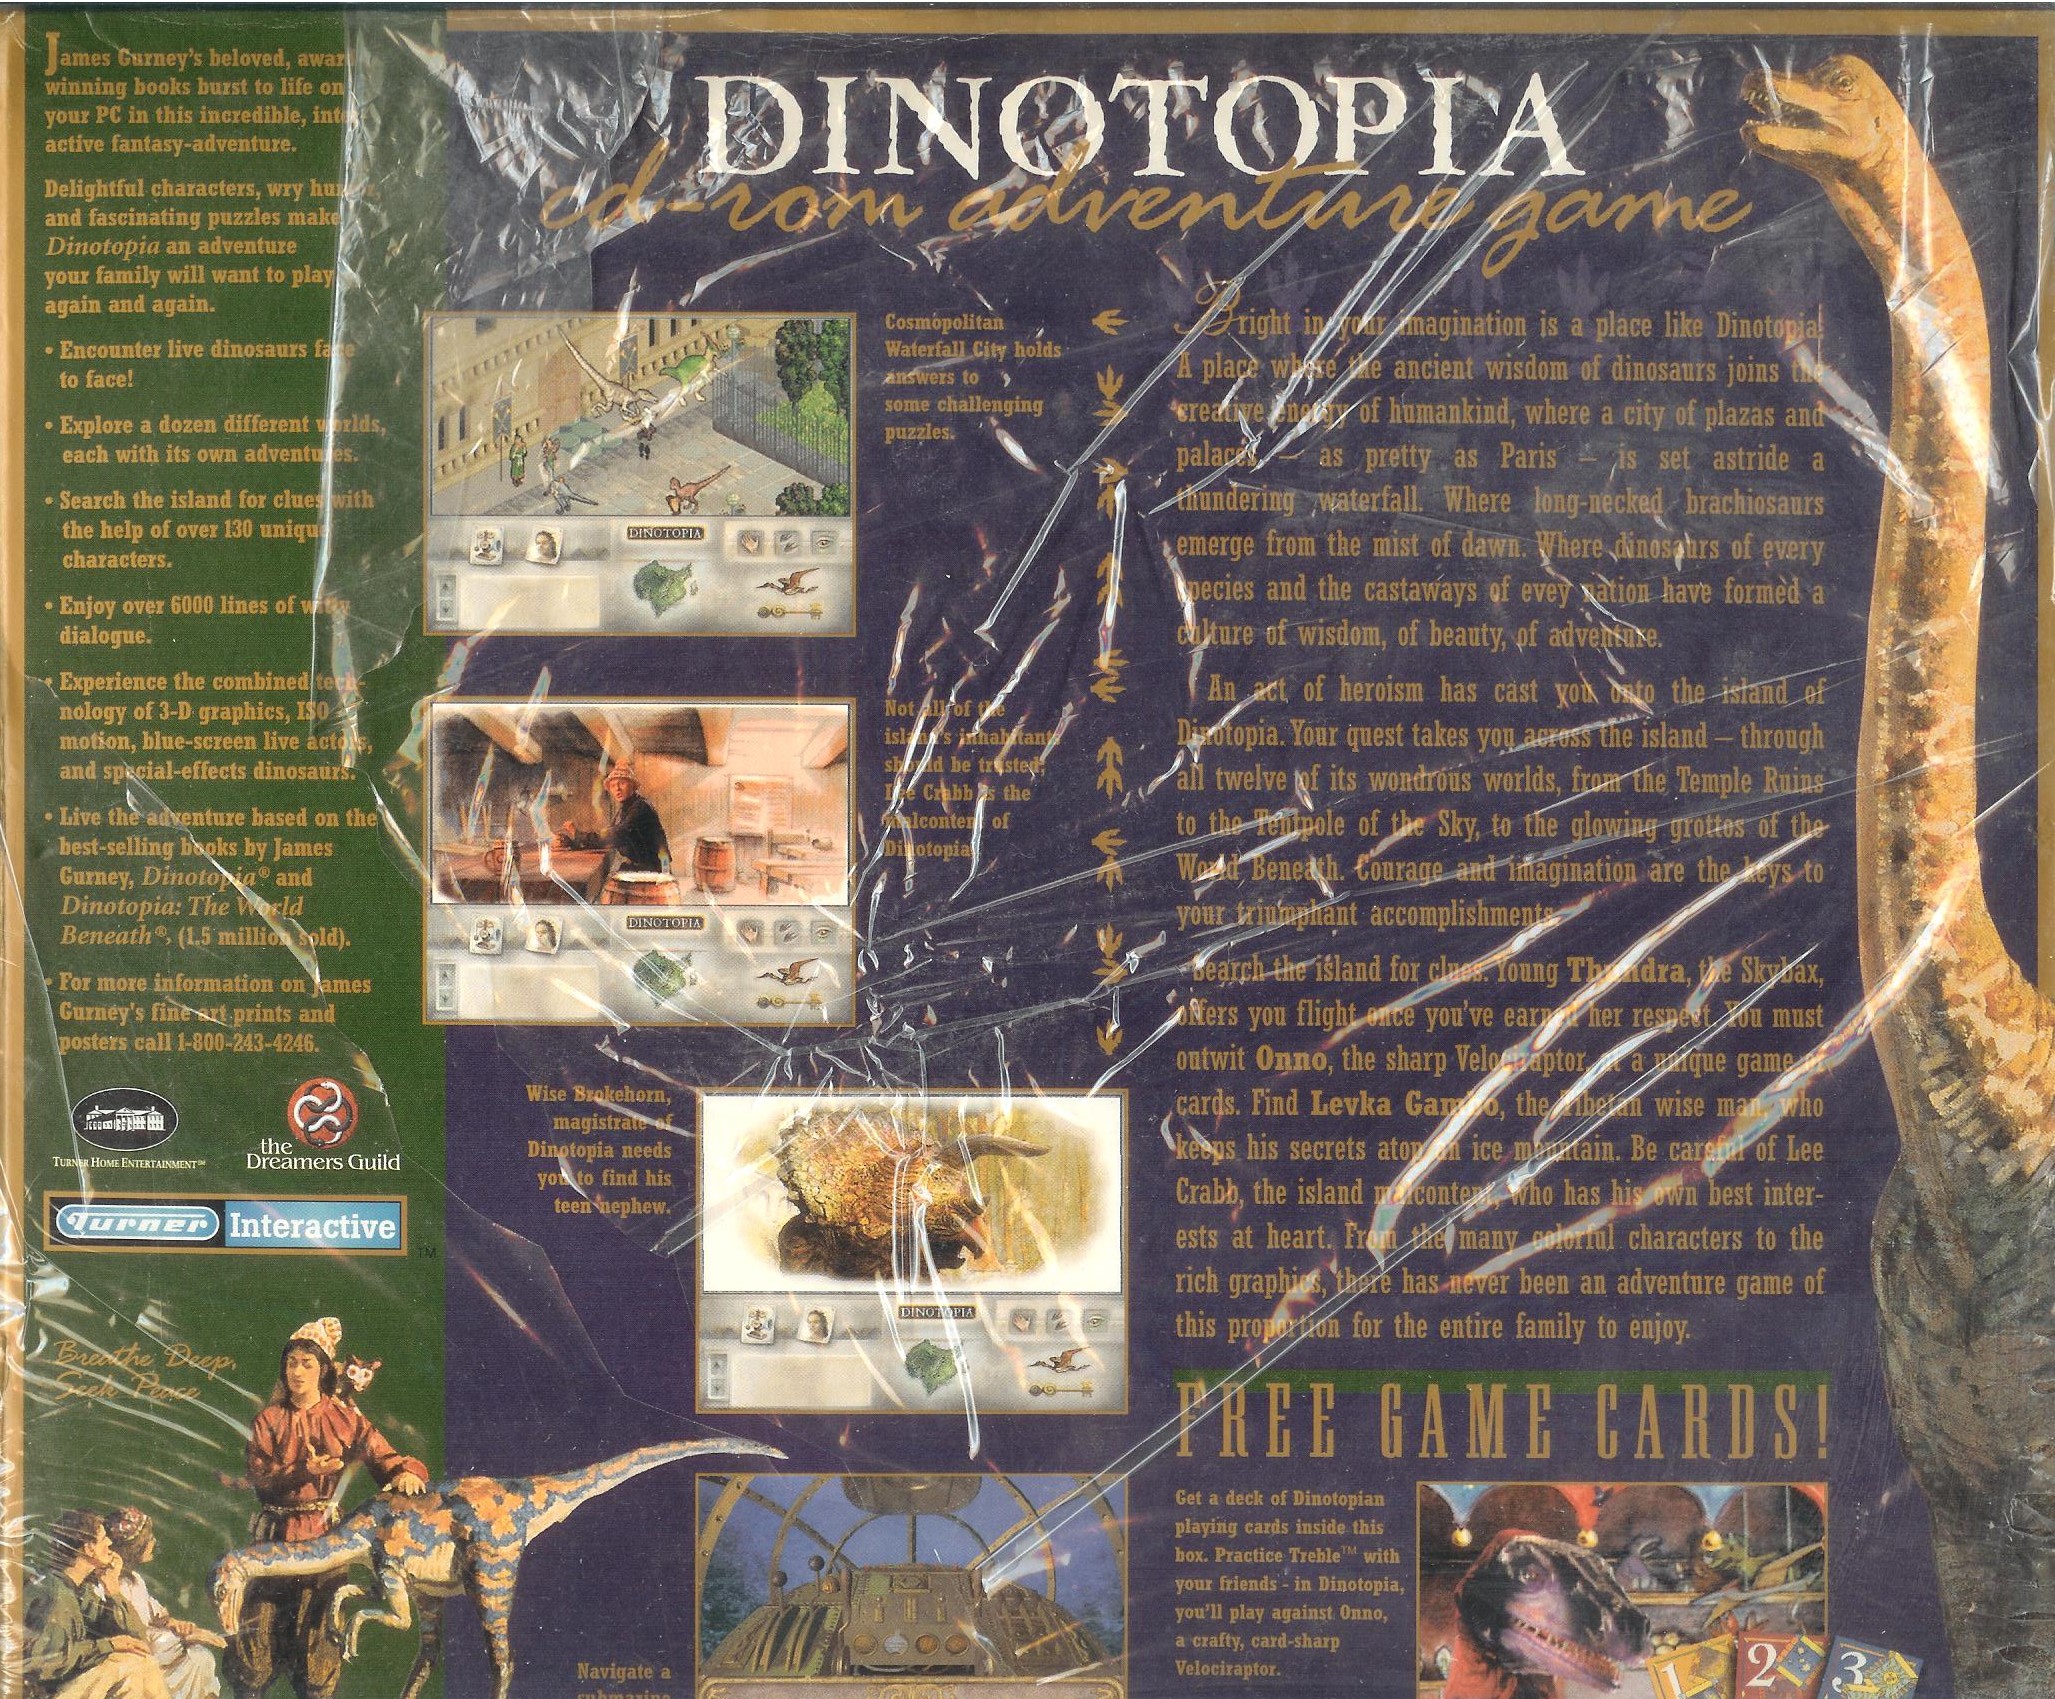 James Gurney's beloved, awar
winning books burst to life on
your PC in this incredible, inte
active fantasy-adventure.
Delightful characters, wry hu
and fascinating puzzles make
Dinotopia an adventure
your family will want to play
again and again.
• Encounter live dinosaurs face
to face!
• Explore a dozen different worlds,
each with its own adventures.
• Search the island for clues with
the help of over 130 unique
characters.
• Enjoy over 6000 lines of witty
dialogue.
• Experience the combined tech-
nology of 3-D graphics, ISO
motion, blue-screen live actors,
and special-effects dinosaurs.
• Live the adventure based on the
best-selling books by James
Gurney, Dinotopia® and
Dinotopia: The World
Beneath®, (1.5 million sold).
• For more information on James
Gurney's fine art prints and
posters call 1-800-243-4246.
TURNER HOME ENTERTAINMENT℠
the
Dreamers Guild
Turner Interactive™
Breathe Deep,
Seek Peace
DINOTOPIA
cd-rom adventure game
Cosmopolitan
Waterfall City holds
answers to
some challenging
puzzles.
DINOTOPIA
Not all of the
island's inhabitants
should be trusted;
Lee Crabb is the
malcontent of
Dinotopia.
DINOTOPIA
Wise Brokehorn,
magistrate of
Dinotopia needs
you to find his
teen nephew.
DINOTOPIA
Navigate a
submarine
Bright in your imagination is a place like Dinotopia!
A place where the ancient wisdom of dinosaurs joins the
creative energy of humankind, where a city of plazas and
palaces – as pretty as Paris – is set astride a
thundering waterfall. Where long-necked brachiosaurs
emerge from the mist of dawn. Where dinosaurs of every
species and the castaways of evey nation have formed a
culture of wisdom, of beauty, of adventure.
An act of heroism has cast you onto the island of
Dinotopia. Your quest takes you across the island – through
all twelve of its wondrous worlds, from the Temple Ruins
to the Tentpole of the Sky, to the glowing grottos of the
World Beneath. Courage and imagination are the keys to
your triumphant accomplishments.
Search the island for clues. Young Thundra, the Skybax,
offers you flight once you've earned her respect. You must
outwit Onno, the sharp Velociraptor, at a unique game of
cards. Find Levka Gambo, the Tibetan wise man, who
keeps his secrets atop an ice mountain. Be careful of Lee
Crabb, the island malcontent, who has his own best inter-
ests at heart. From the many colorful characters to the
rich graphics, there has never been an adventure game of
this proportion for the entire family to enjoy.
FREE GAME CARDS!
Get a deck of Dinotopian
playing cards inside this
box. Practice Treble™ with
your friends - in Dinotopia,
you'll play against Onno,
a crafty, card-sharp
Velociraptor.
1 2 3